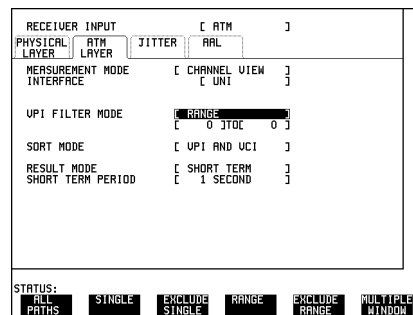 RECEIVER INPUT [ ATM ]
PHYSICAL LAYER ATM LAYER JITTER AAL
MEASUREMENT MODE [ CHANNEL VIEW ]
INTERFACE [ UNI ]
VPI FILTER MODE [ RANGE ]
[ 0 ]TO[ 0 ]
SORT MODE [ VPI AND VCI ]
RESULT MODE [ SHORT TERM ]
SHORT TERM PERIOD [ 1 SECOND ]
STATUS:
ALL PATHS SINGLE EXCLUDE SINGLE RANGE EXCLUDE RANGE MULTIPLE WINDOW